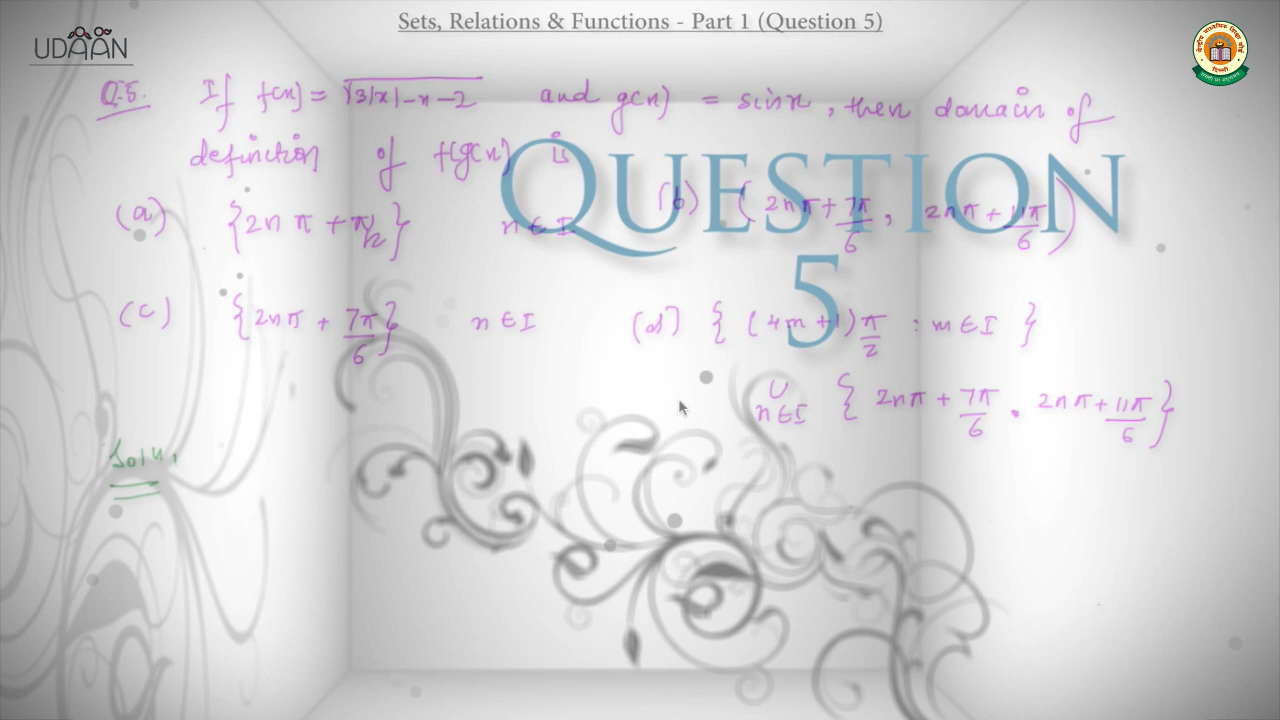 Sets, Relations & Functions - Part 1 (Question 5)
UDAAN
Q.5. If f(x) = √3|x|-x-2 and g(x) = sinx, then domain of
definition of f(g(x)) is
QUESTION
5
(a) {2nπ + π/2} n ∈ I (b) (2nπ + 7π/6, 2nπ + 11π/6)
(c) {2nπ + 7π/6} n ∈ I (d) { (4m+1)π/2 : m ∈ I }
∪ n∈I { 2nπ + 7π/6 . 2nπ + 11π/6 }
Soln.